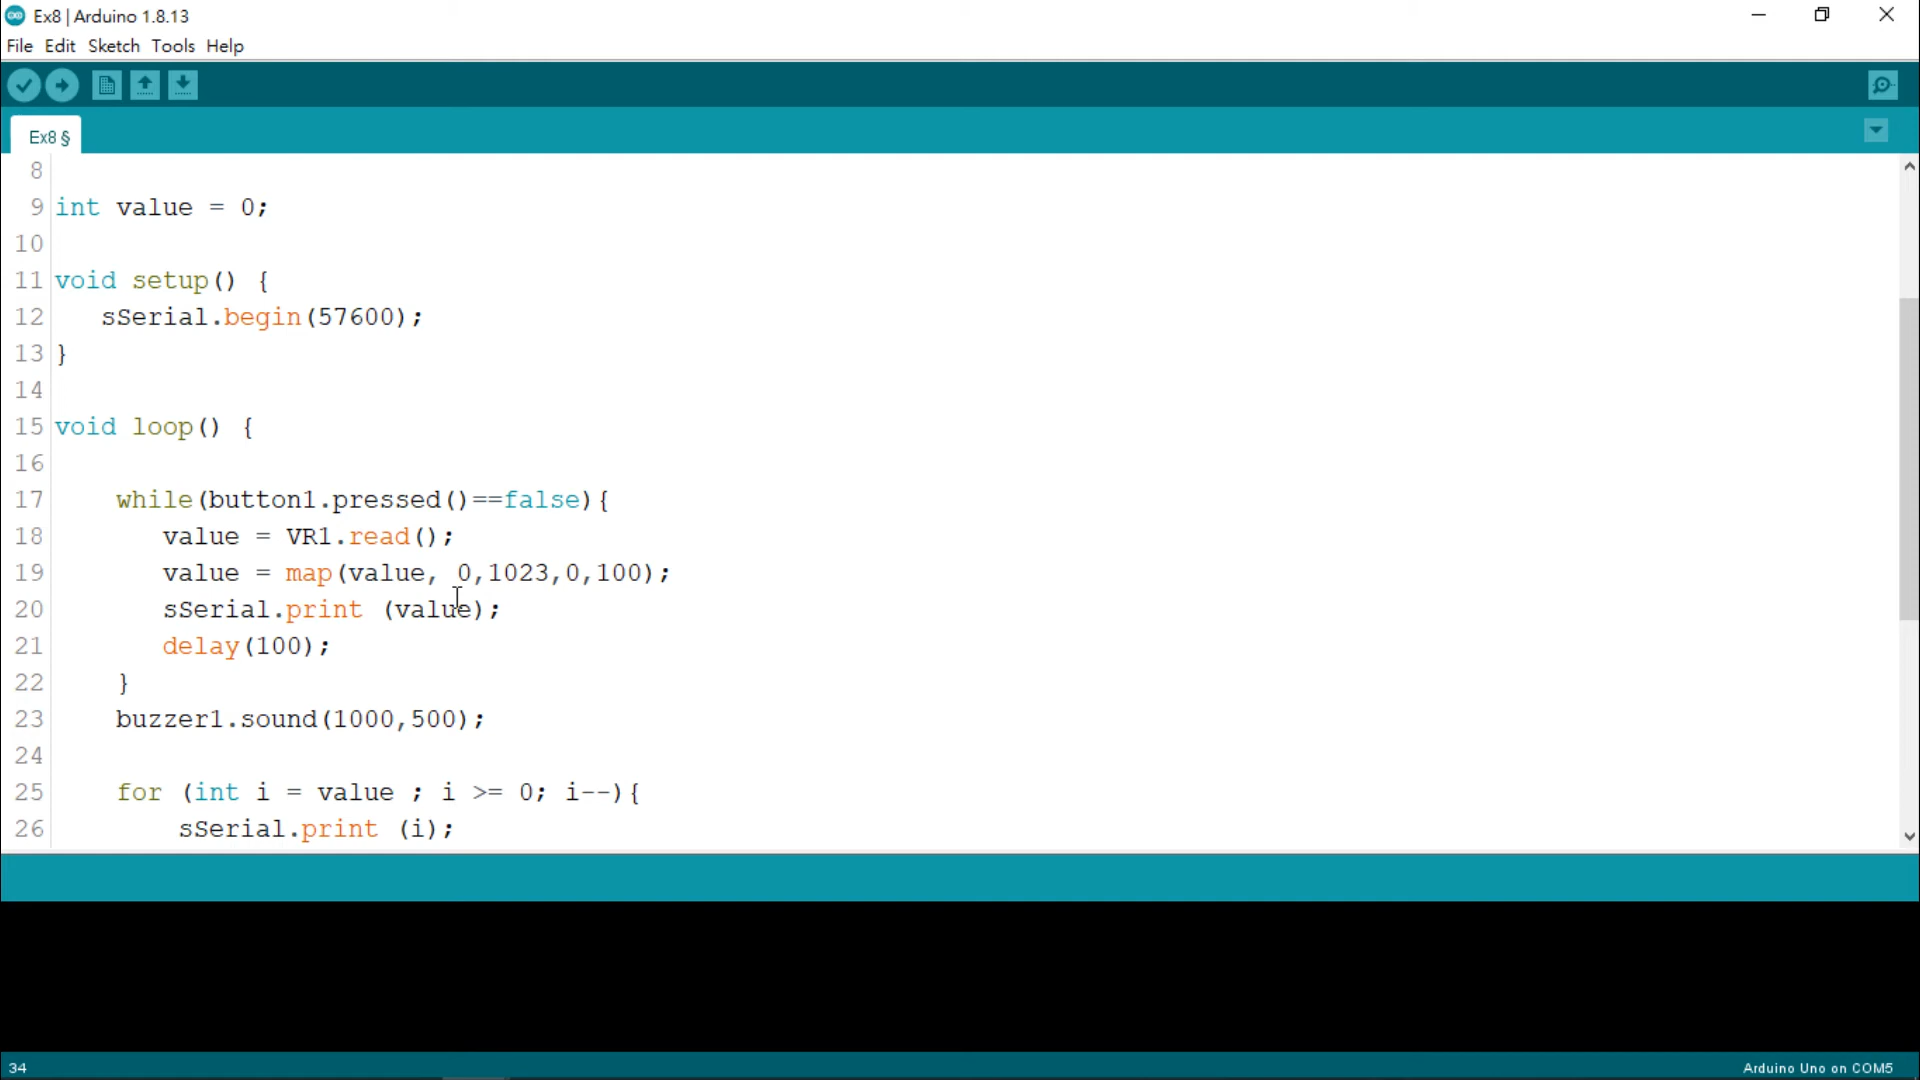 Ex8 | Arduino 1.8.13
File Edit Sketch Tools Help
Ex8 §
8
9 int value = 0;
10
11 void setup() {
12 sSerial.begin(57600);
13 }
14
15 void loop() {
16
17 while(button1.pressed()==false){
18 value = VR1.read();
19 value = map(value, 0,1023,0,100);
20 sSerial.print (value);
21 delay(100);
22 }
23 buzzer1.sound(1000,500);
24
25 for (int i = value ; i >= 0; i--){
26 sSerial.print (i);
34 Arduino Uno on COM5